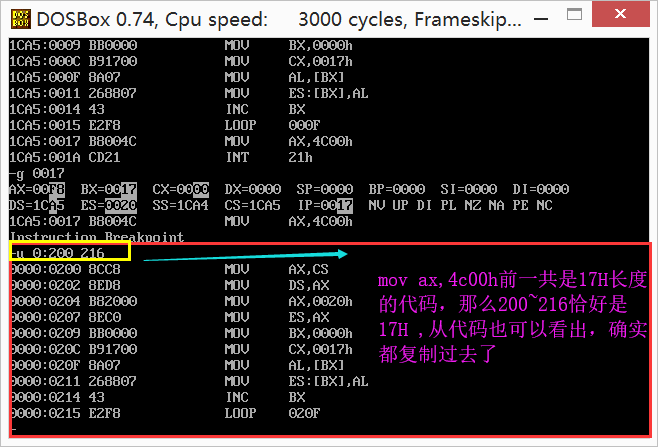 DOSBox 0.74, Cpu speed: 3000 cycles, Frameskip...
1CA5:0009 BB0000 MOV BX,0000h
1CA5:000C B91700 MOV CX,0017h
1CA5:000F 8A07 MOV AL,[BX]
1CA5:0011 268807 MOV ES:[BX],AL
1CA5:0014 43 INC BX
1CA5:0015 E2F8 LOOP 000F
1CA5:0017 B8004C MOV AX,4C00h
1CA5:001A CD21 INT 21h
-g 0017
AX=00F8 BX=0017 CX=0000 DX=0000 SP=0000 BP=0000 SI=0000 DI=0000
DS=1CA5 ES=0020 SS=1CA4 CS=1CA5 IP=0017 NV UP DI PL NZ NA PE NC
1CA5:0017 B8004C MOV AX,4C00h
Instruction Breakpoint
-u 0:200 216
0000:0200 8CC8 MOV AX,CS
0000:0202 8ED8 MOV DS,AX
0000:0204 B82000 MOV AX,0020h
0000:0207 8EC0 MOV ES,AX
0000:0209 BB0000 MOV BX,0000h
0000:020C B91700 MOV CX,0017h
0000:020F 8A07 MOV AL,[BX]
0000:0211 268807 MOV ES:[BX],AL
0000:0214 43 INC BX
0000:0215 E2F8 LOOP 020F
-
mov ax,4c00h前一共是17H长度
的代码，那么200~216恰好是
17H ,从代码也可以看出，确实
都复制过去了